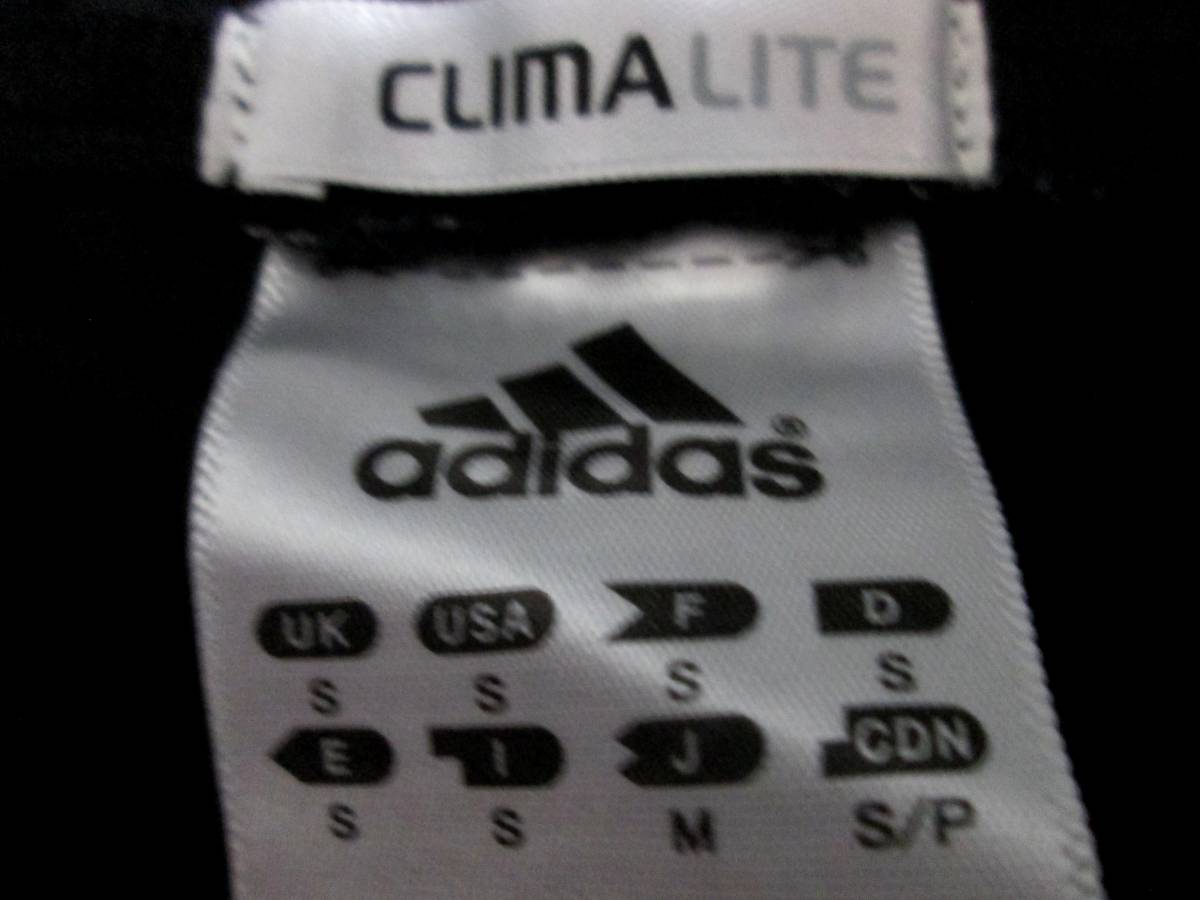 CLIMALITE
adidas®
UK USA F D
S S S S
E I J CDN
S S M S/P